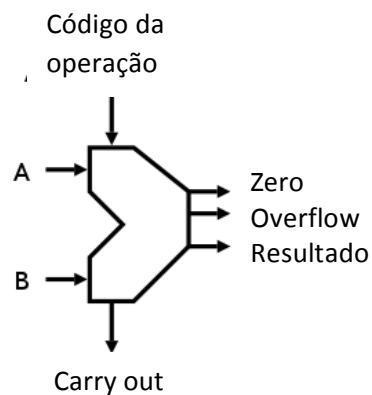 Código da
operação
A
Zero
Overflow
Resultado
B
Carry out